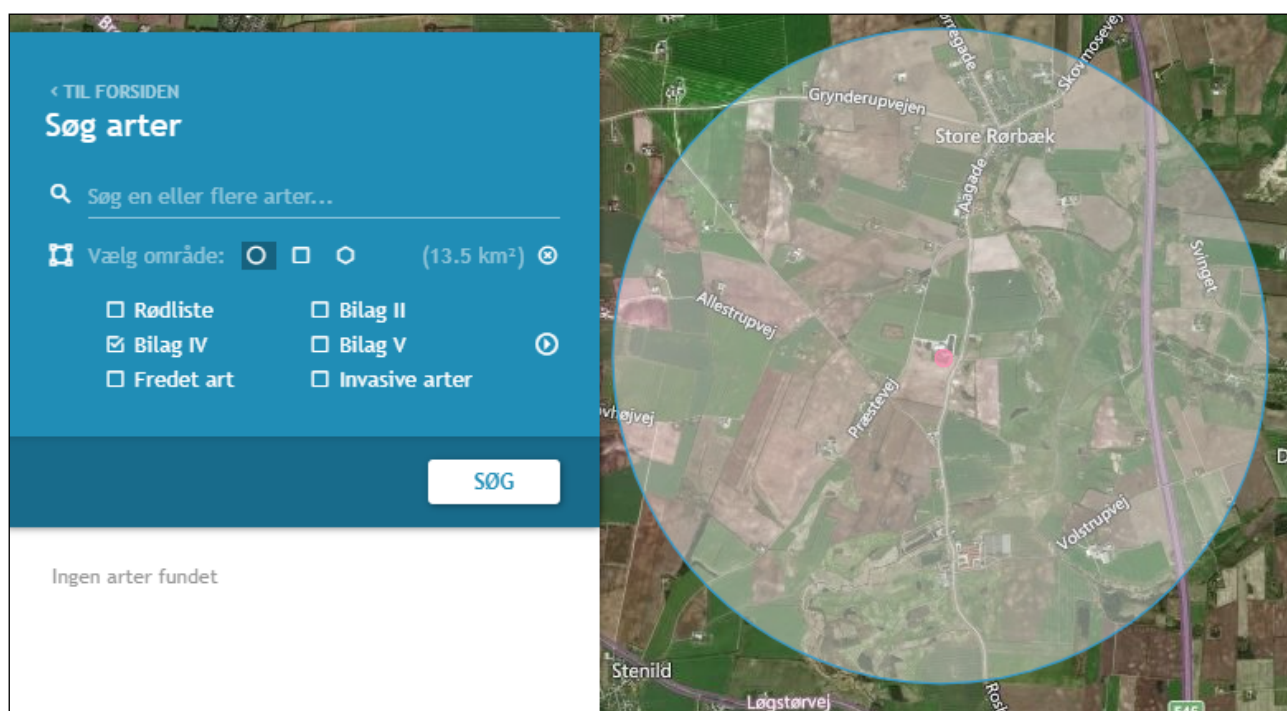 < TIL FORSIDEN
Søg arter
Søg en eller flere arter...
Vælg område: (13.5 km²)
Rødliste
Bilag II
Bilag IV
Bilag V
Fredet art
Invasive arter
SØG
Ingen arter fundet
Skovmosevej
Grynderupvejen
Store Rørbæk
Aagade
Svinget
Allestrupvej
Præstevej
Volstrupvej
Stenild
Løgstørvej
545